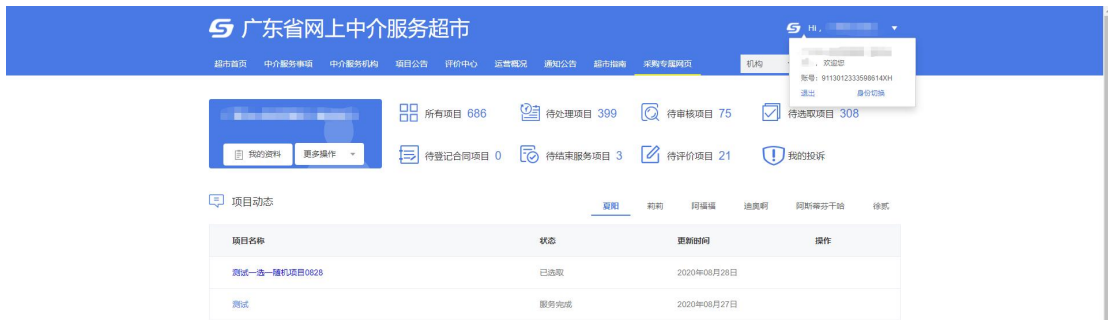 广东省网上中介服务超市
Hi,
超市首页 中介服务事项 中介服务机构 项目公告 评价中心 运营概况 通知公告 超市指南 采购专属网页 机构
, 欢迎您
账号: 9113012333598614XH
退出 身份切换
所有项目 686 待处理项目 399 待审核项目 75 待选取项目 308
我的资料 更多操作
待登记合同项目 0 待结束服务项目 3 待评价项目 21 我的投诉
项目动态
夏阳 莉莉 阿福福 迪奥啊 阿斯蒂芬干哈 徐贰
项目名称 状态 更新时间 操作
测试一选一随机项目0828 已选取 2020年08月28日
测试 服务完成 2020年08月27日